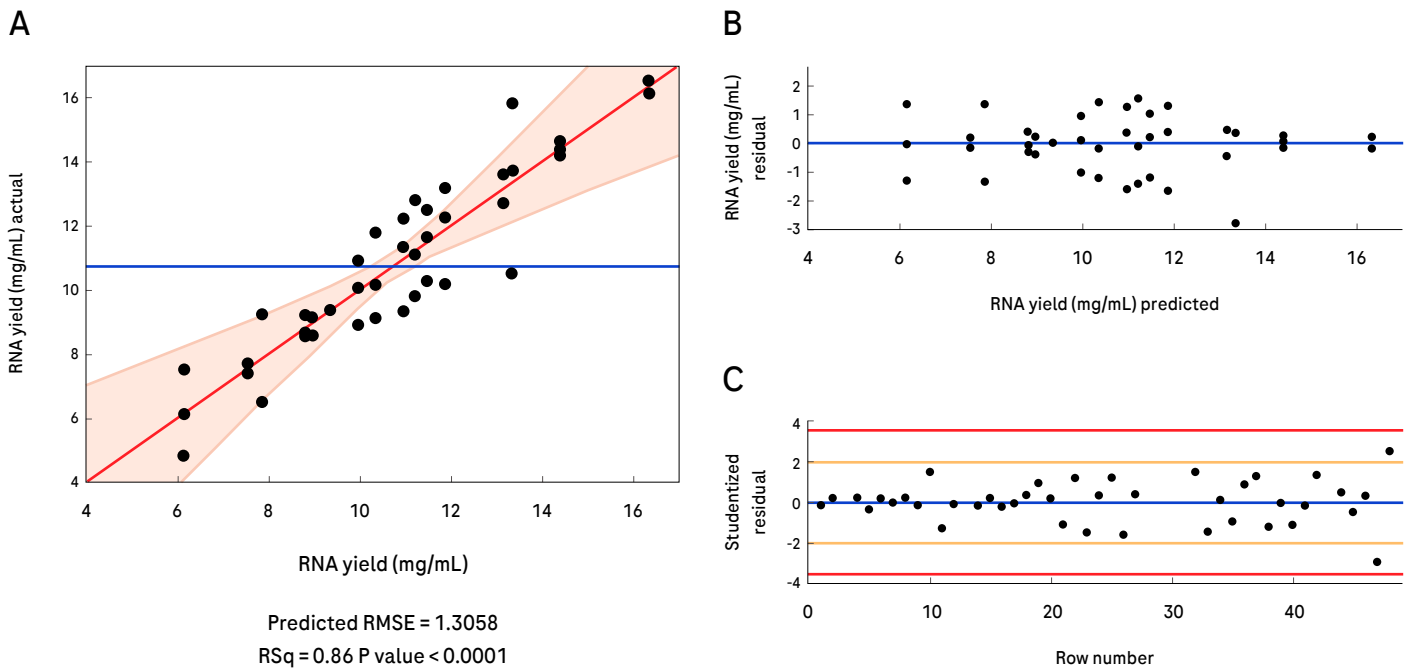 A
RNA yield (mg/mL) actual
16
14
12
10
8
6
4
4
6
8
10
12
14
16
RNA yield (mg/mL)
Predicted RMSE = 1.3058
RSq = 0.86 P value < 0.0001
B
RNA yield (mg/mL)
residual
2
1
0
-1
-2
-3
4
6
8
10
12
14
16
RNA yield (mg/mL) predicted
C
Studentized
residual
4
2
0
-2
-4
0
10
20
30
40
Row number